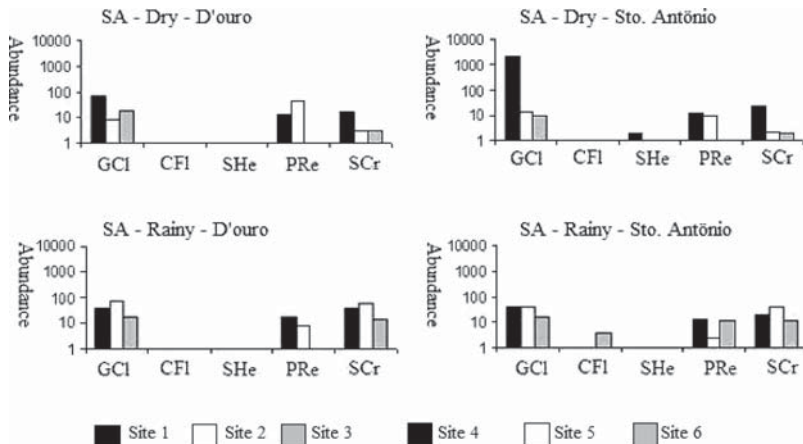 SA - Dry - D'ouro
Abundance
10000
1000
100
10
1
GCl CFl SHe PRe SCr
SA - Dry - Sto. Antönio
Abundance
10000
1000
100
10
1
GCl CFl SHe PRe SCr
SA - Rainy - D'ouro
Abundance
10000
1000
100
10
1
GCl CFl SHe PRe SCr
SA - Rainy - Sto. Antönio
Abundance
10000
1000
100
10
1
GCl CFl SHe PRe SCr
Site 1 Site 2 Site 3 Site 4 Site 5 Site 6